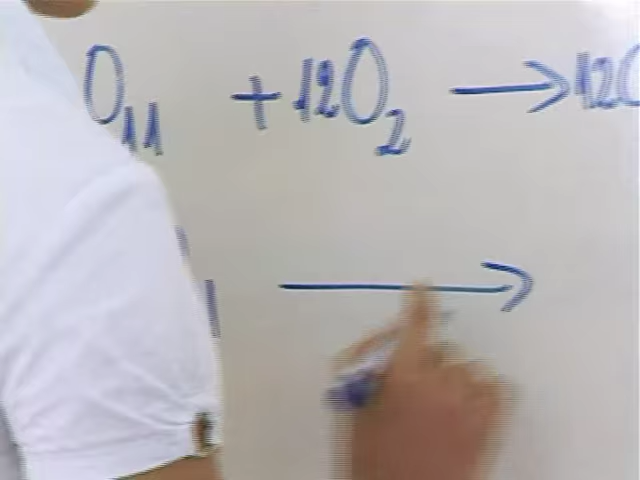 O₁₁ + 12O₂ → 12C
→